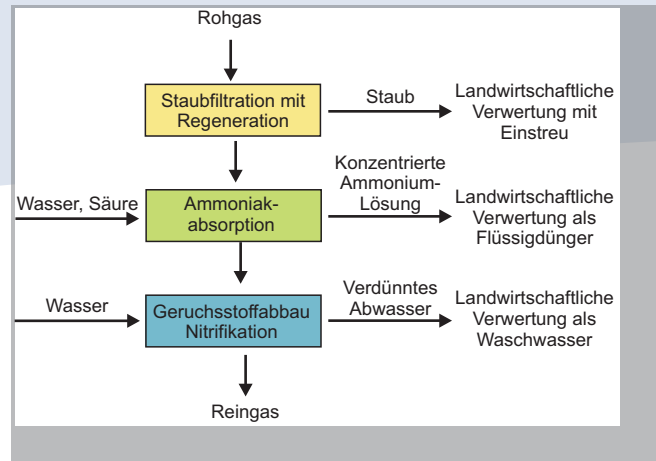 Rohgas
Staubfiltration mit
Regeneration
Staub
Landwirtschaftliche
Verwertung mit
Einstreu
Wasser, Säure
Ammoniak-
absorption
Konzentrierte
Ammonium-
Lösung
Landwirtschaftliche
Verwertung als
Flüssigdünger
Wasser
Geruchsstoffabbau
Nitrifikation
Verdünntes
Abwasser
Landwirtschaftliche
Verwertung als
Waschwasser
Reingas